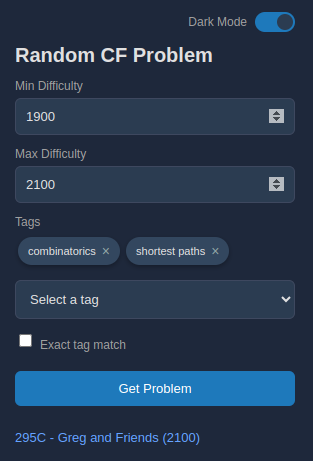 Dark Mode
Random CF Problem
Min Difficulty
1900
Max Difficulty
2100
Tags
combinatorics × shortest paths ×
Select a tag
Exact tag match
Get Problem
295C - Greg and Friends (2100)